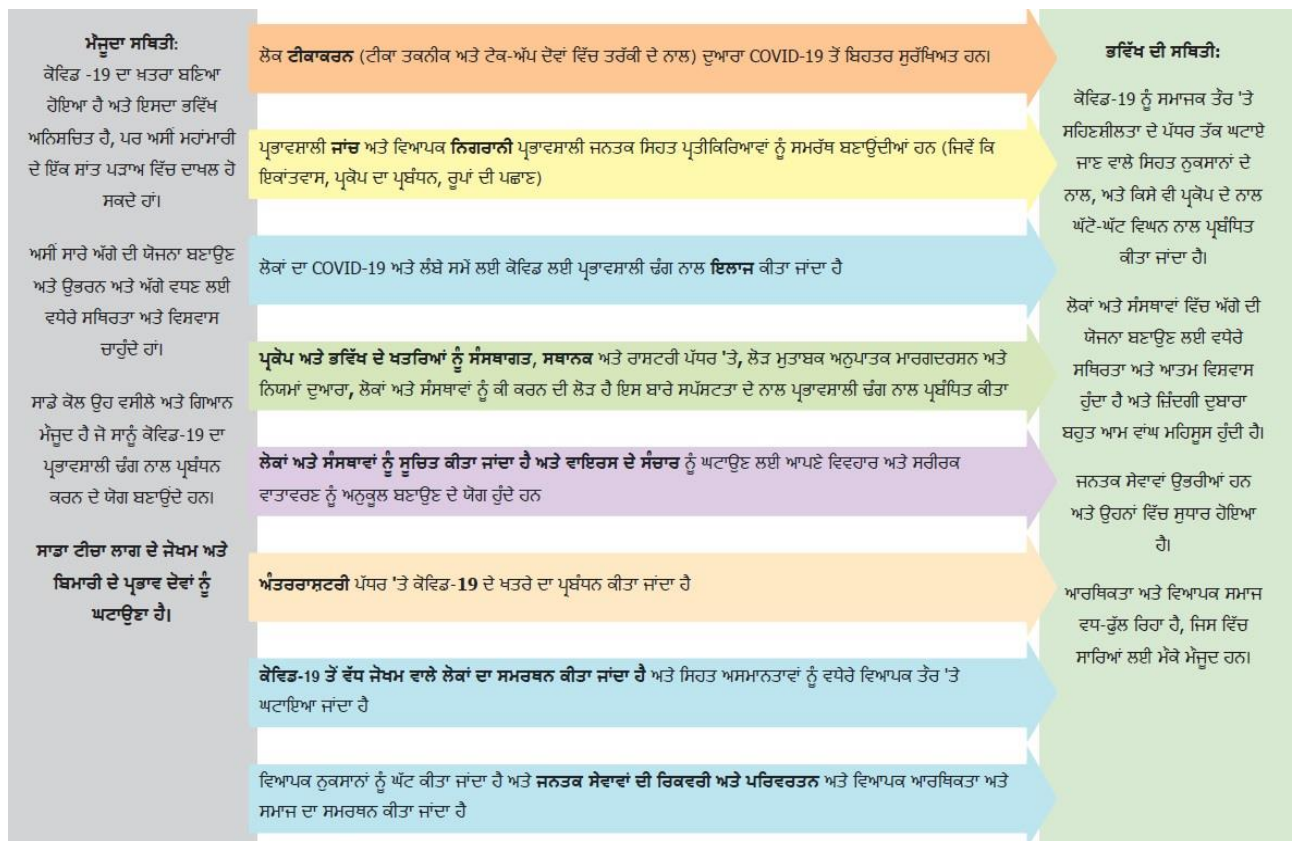 ਮੌਜੂਦਾ ਸਥਿਤੀ:
ਕੋਵਿਡ -19 ਦਾ ਖ਼ਤਰਾ ਬਣਿਆ
ਹੋਇਆ ਹੈ ਅਤੇ ਇਸਦਾ ਭਵਿੱਖ
ਅਨਿਸਚਿਤ ਹੈ, ਪਰ ਅਸੀਂ ਮਹਾਂਮਾਰੀ
ਦੇ ਇੱਕ ਸ਼ਾਂਤ ਪੜਾਅ ਵਿੱਚ ਦਾਖਲ ਹੋ
ਸਕਦੇ ਹਾਂ।
ਅਸੀਂ ਸਾਰੇ ਅੱਗੇ ਦੀ ਯੋਜਨਾ ਬਣਾਉਣ
ਅਤੇ ਉਭਰਨ ਅਤੇ ਅੱਗੇ ਵਧਣ ਲਈ
ਵਧੇਰੇ ਸਥਿਰਤਾ ਅਤੇ ਵਿਸ਼ਵਾਸ
ਚਾਹੁੰਦੇ ਹਾਂ।
ਸਾਡੇ ਕੋਲ ਉਹ ਵਸੀਲੇ ਅਤੇ ਗਿਆਨ
ਮੌਜੂਦ ਹੈ ਜੋ ਸਾਨੂੰ ਕੋਵਿਡ-19 ਦਾ
ਪ੍ਰਭਾਵਸ਼ਾਲੀ ਢੰਗ ਨਾਲ ਪ੍ਰਬੰਧਨ
ਕਰਨ ਦੇ ਯੋਗ ਬਣਾਉਂਦੇ ਹਨ।
ਸਾਡਾ ਟੀਚਾ ਲਾਗ ਦੇ ਜੋਖਮ ਅਤੇ
ਬਿਮਾਰੀ ਦੇ ਪ੍ਰਭਾਵ ਦੋਵਾਂ ਨੂੰ
ਘਟਾਉਣਾ ਹੈ।
ਲੋਕ ਟੀਕਾਕਰਨ (ਟੀਕਾ ਤਕਨੀਕ ਅਤੇ ਟੇਕ-ਅੱਪ ਦੋਵਾਂ ਵਿੱਚ ਤਰੱਕੀ ਦੇ ਨਾਲ) ਦੁਆਰਾ COVID-19 ਤੋਂ ਬਿਹਤਰ ਸੁਰੱਖਿਅਤ ਹਨ।
ਪ੍ਰਭਾਵਸ਼ਾਲੀ ਜਾਂਚ ਅਤੇ ਵਿਆਪਕ ਨਿਗਰਾਨੀ ਪ੍ਰਭਾਵਸ਼ਾਲੀ ਜਨਤਕ ਸਿਹਤ ਪ੍ਰਤੀਕਿਰਿਆਵਾਂ ਨੂੰ ਸਮਰੱਥ ਬਣਾਉਂਦੀਆਂ ਹਨ (ਜਿਵੇਂ ਕਿ
ਇਕਾਂਤਵਾਸ, ਪ੍ਰਕੋਪ ਦਾ ਪ੍ਰਬੰਧਨ, ਰੂਪਾਂ ਦੀ ਪਛਾਣ)
ਲੋਕਾਂ ਦਾ COVID-19 ਅਤੇ ਲੰਬੇ ਸਮੇਂ ਲਈ ਕੋਵਿਡ ਲਈ ਪ੍ਰਭਾਵਸ਼ਾਲੀ ਢੰਗ ਨਾਲ ਇਲਾਜ ਕੀਤਾ ਜਾਂਦਾ ਹੈ
ਪ੍ਰਕੋਪ ਅਤੇ ਭਵਿੱਖ ਦੇ ਖਤਰਿਆਂ ਨੂੰ ਸੰਸਥਾਗਤ, ਸਥਾਨਕ ਅਤੇ ਰਾਸ਼ਟਰੀ ਪੱਧਰ 'ਤੇ, ਲੋੜ ਮੁਤਾਬਕ ਅਨੁਪਾਤਕ ਮਾਰਗਦਰਸ਼ਨ ਅਤੇ
ਨਿਯਮਾਂ ਦੁਆਰਾ, ਲੋਕਾਂ ਅਤੇ ਸੰਸਥਾਵਾਂ ਨੂੰ ਕੀ ਕਰਨ ਦੀ ਲੋੜ ਹੈ ਇਸ ਬਾਰੇ ਸਪੱਸ਼ਟਤਾ ਦੇ ਨਾਲ ਪ੍ਰਭਾਵਸ਼ਾਲੀ ਢੰਗ ਨਾਲ ਪ੍ਰਬੰਧਿਤ ਕੀਤਾ
ਲੋਕਾਂ ਅਤੇ ਸੰਸਥਾਵਾਂ ਨੂੰ ਸੂਚਿਤ ਕੀਤਾ ਜਾਂਦਾ ਹੈ ਅਤੇ ਵਾਇਰਸ ਦੇ ਸੰਚਾਰ ਨੂੰ ਘਟਾਉਣ ਲਈ ਆਪਣੇ ਵਿਵਹਾਰ ਅਤੇ ਸਰੀਰਕ
ਵਾਤਾਵਰਣ ਨੂੰ ਅਨੁਕੂਲ ਬਣਾਉਣ ਦੇ ਯੋਗ ਹੁੰਦੇ ਹਨ
ਅੰਤਰਰਾਸ਼ਟਰੀ ਪੱਧਰ 'ਤੇ ਕੋਵਿਡ-19 ਦੇ ਖਤਰੇ ਦਾ ਪ੍ਰਬੰਧਨ ਕੀਤਾ ਜਾਂਦਾ ਹੈ
ਕੋਵਿਡ-19 ਤੋਂ ਵੱਧ ਜੋਖਮ ਵਾਲੇ ਲੋਕਾਂ ਦਾ ਸਮਰਥਨ ਕੀਤਾ ਜਾਂਦਾ ਹੈ ਅਤੇ ਸਿਹਤ ਅਸਮਾਨਤਾਵਾਂ ਨੂੰ ਵਧੇਰੇ ਵਿਆਪਕ ਤੌਰ 'ਤੇ
ਘਟਾਇਆ ਜਾਂਦਾ ਹੈ
ਵਿਆਪਕ ਨੁਕਸਾਨਾਂ ਨੂੰ ਘੱਟ ਕੀਤਾ ਜਾਂਦਾ ਹੈ ਅਤੇ ਜਨਤਕ ਸੇਵਾਵਾਂ ਦੀ ਰਿਕਵਰੀ ਅਤੇ ਪਰਿਵਰਤਨ ਅਤੇ ਵਿਆਪਕ ਆਰਥਿਕਤਾ ਅਤੇ
ਸਮਾਜ ਦਾ ਸਮਰਥਨ ਕੀਤਾ ਜਾਂਦਾ ਹੈ
ਭਵਿੱਖ ਦੀ ਸਥਿਤੀ:
ਕੋਵਿਡ-19 ਨੂੰ ਸਮਾਜਕ ਤੌਰ 'ਤੇ
ਸਹਿਣਸ਼ੀਲਤਾ ਦੇ ਪੱਧਰ ਤੱਕ ਘਟਾਏ
ਜਾਣ ਵਾਲੇ ਸਿਹਤ ਨੁਕਸਾਨਾਂ ਦੇ
ਨਾਲ, ਅਤੇ ਕਿਸੇ ਵੀ ਪ੍ਰਕੋਪ ਦੇ ਨਾਲ
ਘੱਟੋ-ਘੱਟ ਵਿਘਨ ਨਾਲ ਪ੍ਰਬੰਧਿਤ
ਕੀਤਾ ਜਾਂਦਾ ਹੈ।
ਲੋਕਾਂ ਅਤੇ ਸੰਸਥਾਵਾਂ ਵਿੱਚ ਅੱਗੇ ਦੀ
ਯੋਜਨਾ ਬਣਾਉਣ ਲਈ ਵਧੇਰੇ
ਸਥਿਰਤਾ ਅਤੇ ਆਤਮ ਵਿਸ਼ਵਾਸ
ਹੁੰਦਾ ਹੈ ਅਤੇ ਜ਼ਿੰਦਗੀ ਦੁਬਾਰਾ
ਬਹੁਤ ਆਮ ਵਾਂਘ ਮਹਿਸੂਸ ਹੁੰਦੀ ਹੈ।
ਜਨਤਕ ਸੇਵਾਵਾਂ ਉਭਰੀਆਂ ਹਨ
ਅਤੇ ਉਹਨਾਂ ਵਿੱਚ ਸੁਧਾਰ ਹੋਇਆ
ਹੈ।
ਆਰਥਿਕਤਾ ਅਤੇ ਵਿਆਪਕ ਸਮਾਜ
ਵਧ-ਫੁੱਲ ਰਿਹਾ ਹੈ, ਜਿਸ ਵਿੱਚ
ਸਾਰਿਆਂ ਲਈ ਮੌਕੇ ਮੌਜੂਦ ਹਨ।